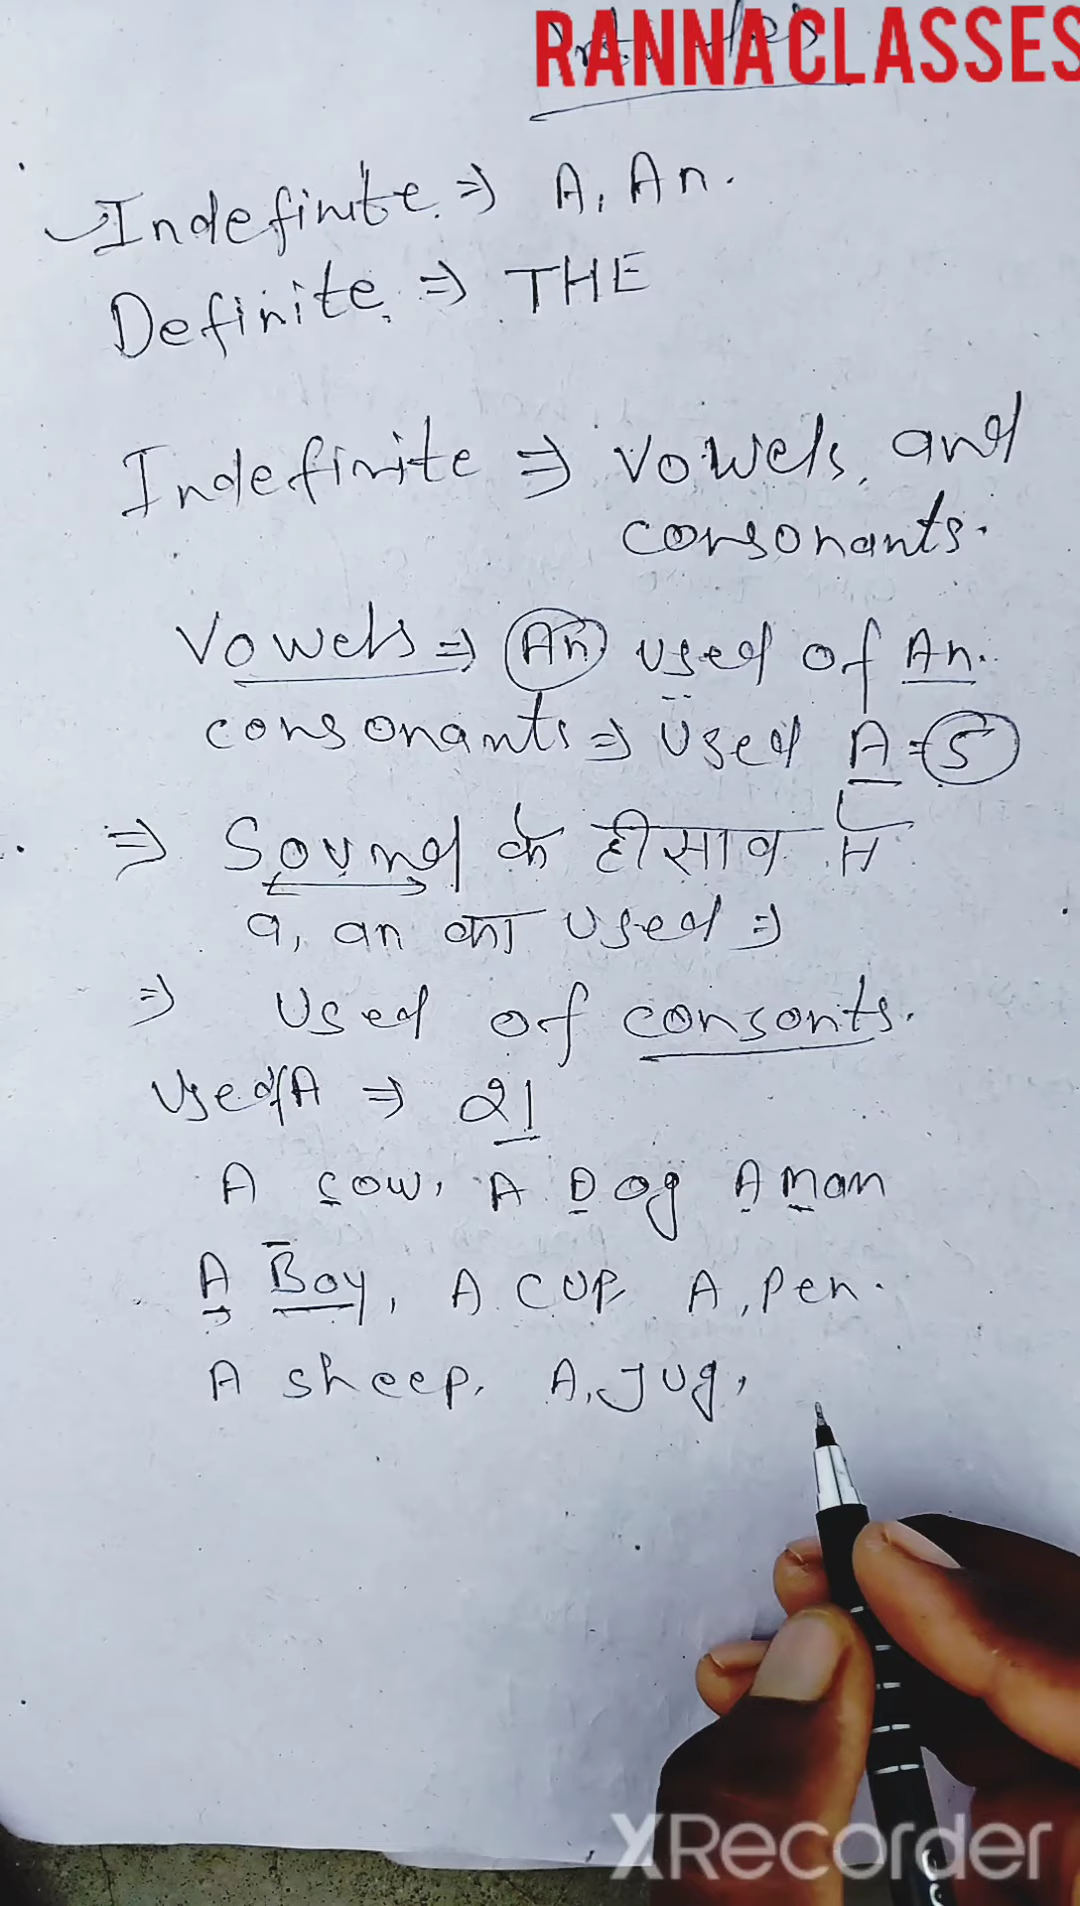 RANNA CLASSES
Indefinite ⇒ A, An.
Definite ⇒ THE
Indefinite ⇒ vowels, and
consonants.
Vowels ⇒ An used of An.
consonants ⇒ used A = 5
⇒ Sound के हीसाव से
a, an का used ⇒
⇒ used of consonts.
Used A ⇒ 21
A cow, A Dog A man
A Boy, A cup, A, pen.
A sheep, A, Jug,
XRecorder